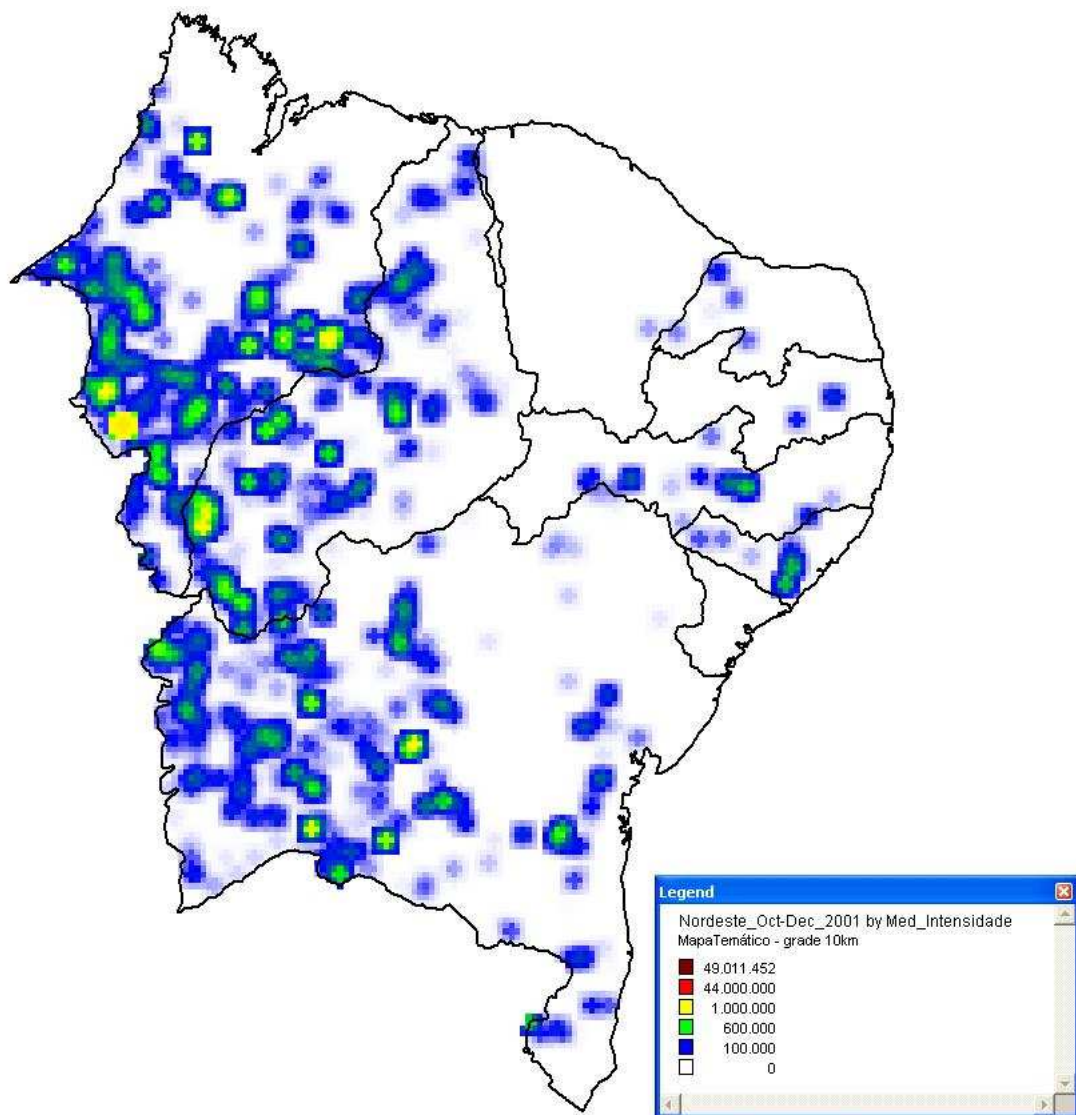 Legend
Nordeste_Oct-Dec_2001 by Med_Intensidade
MapaTemático - grade 10km
49.011.452
44.000.000
1.000.000
600.000
100.000
0